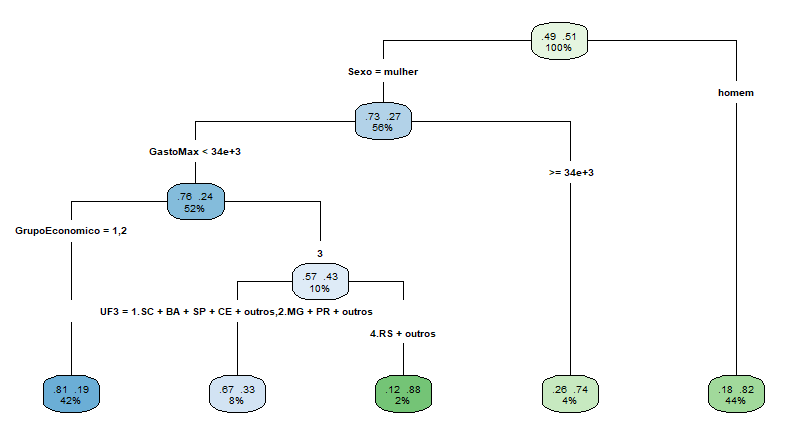 .49 .51
100%
Sexo = mulher
homem
.73 .27
56%
GastoMax < 34e+3
>= 34e+3
.76 .24
52%
GrupoEconomico = 1,2
3
.57 .43
10%
UF3 = 1.SC + BA + SP + CE + outros,2.MG + PR + outros
4.RS + outros
.81 .19
42%
.67 .33
8%
.12 .88
2%
.26 .74
4%
.18 .82
44%